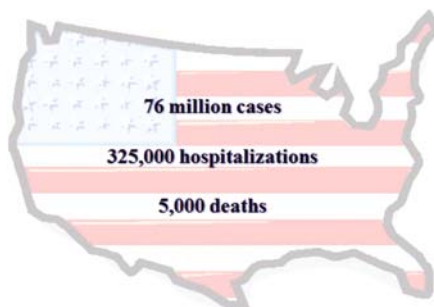 76 million cases
325,000 hospitalizations
5,000 deaths